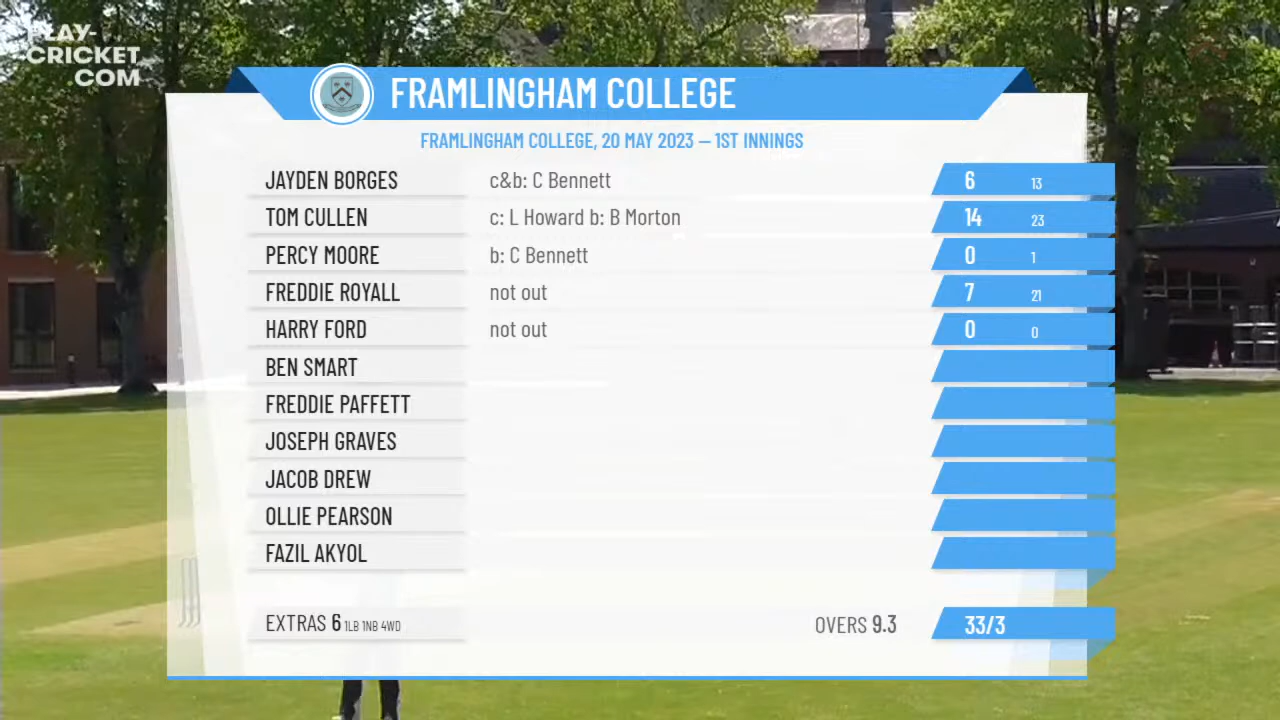 PLAY-
CRICKET
.COM
FRAMLINGHAM COLLEGE
FRAMLINGHAM COLLEGE, 20 MAY 2023 – 1ST INNINGS
JAYDEN BORGES c&b: C Bennett 6 13
TOM CULLEN c: L Howard b: B Morton 14 23
PERCY MOORE b: C Bennett 0 1
FREDDIE ROYALL not out 7 21
HARRY FORD not out 0 0
BEN SMART
FREDDIE PAFFETT
JOSEPH GRAVES
JACOB DREW
OLLIE PEARSON
FAZIL AKYOL
EXTRAS 6 1LB 1NB 4WD OVERS 9.3 33/3